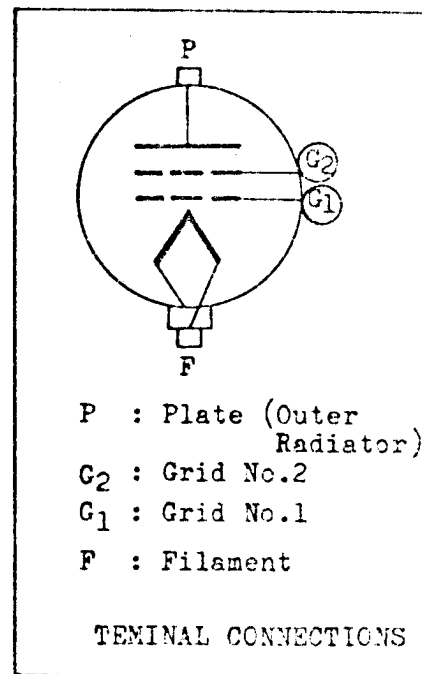 P
G2
G1
F
P : Plate (Outer
Radiator)
G2 : Grid No.2
G1 : Grid No.1
F : Filament
TEMINAL CONNECTIONS